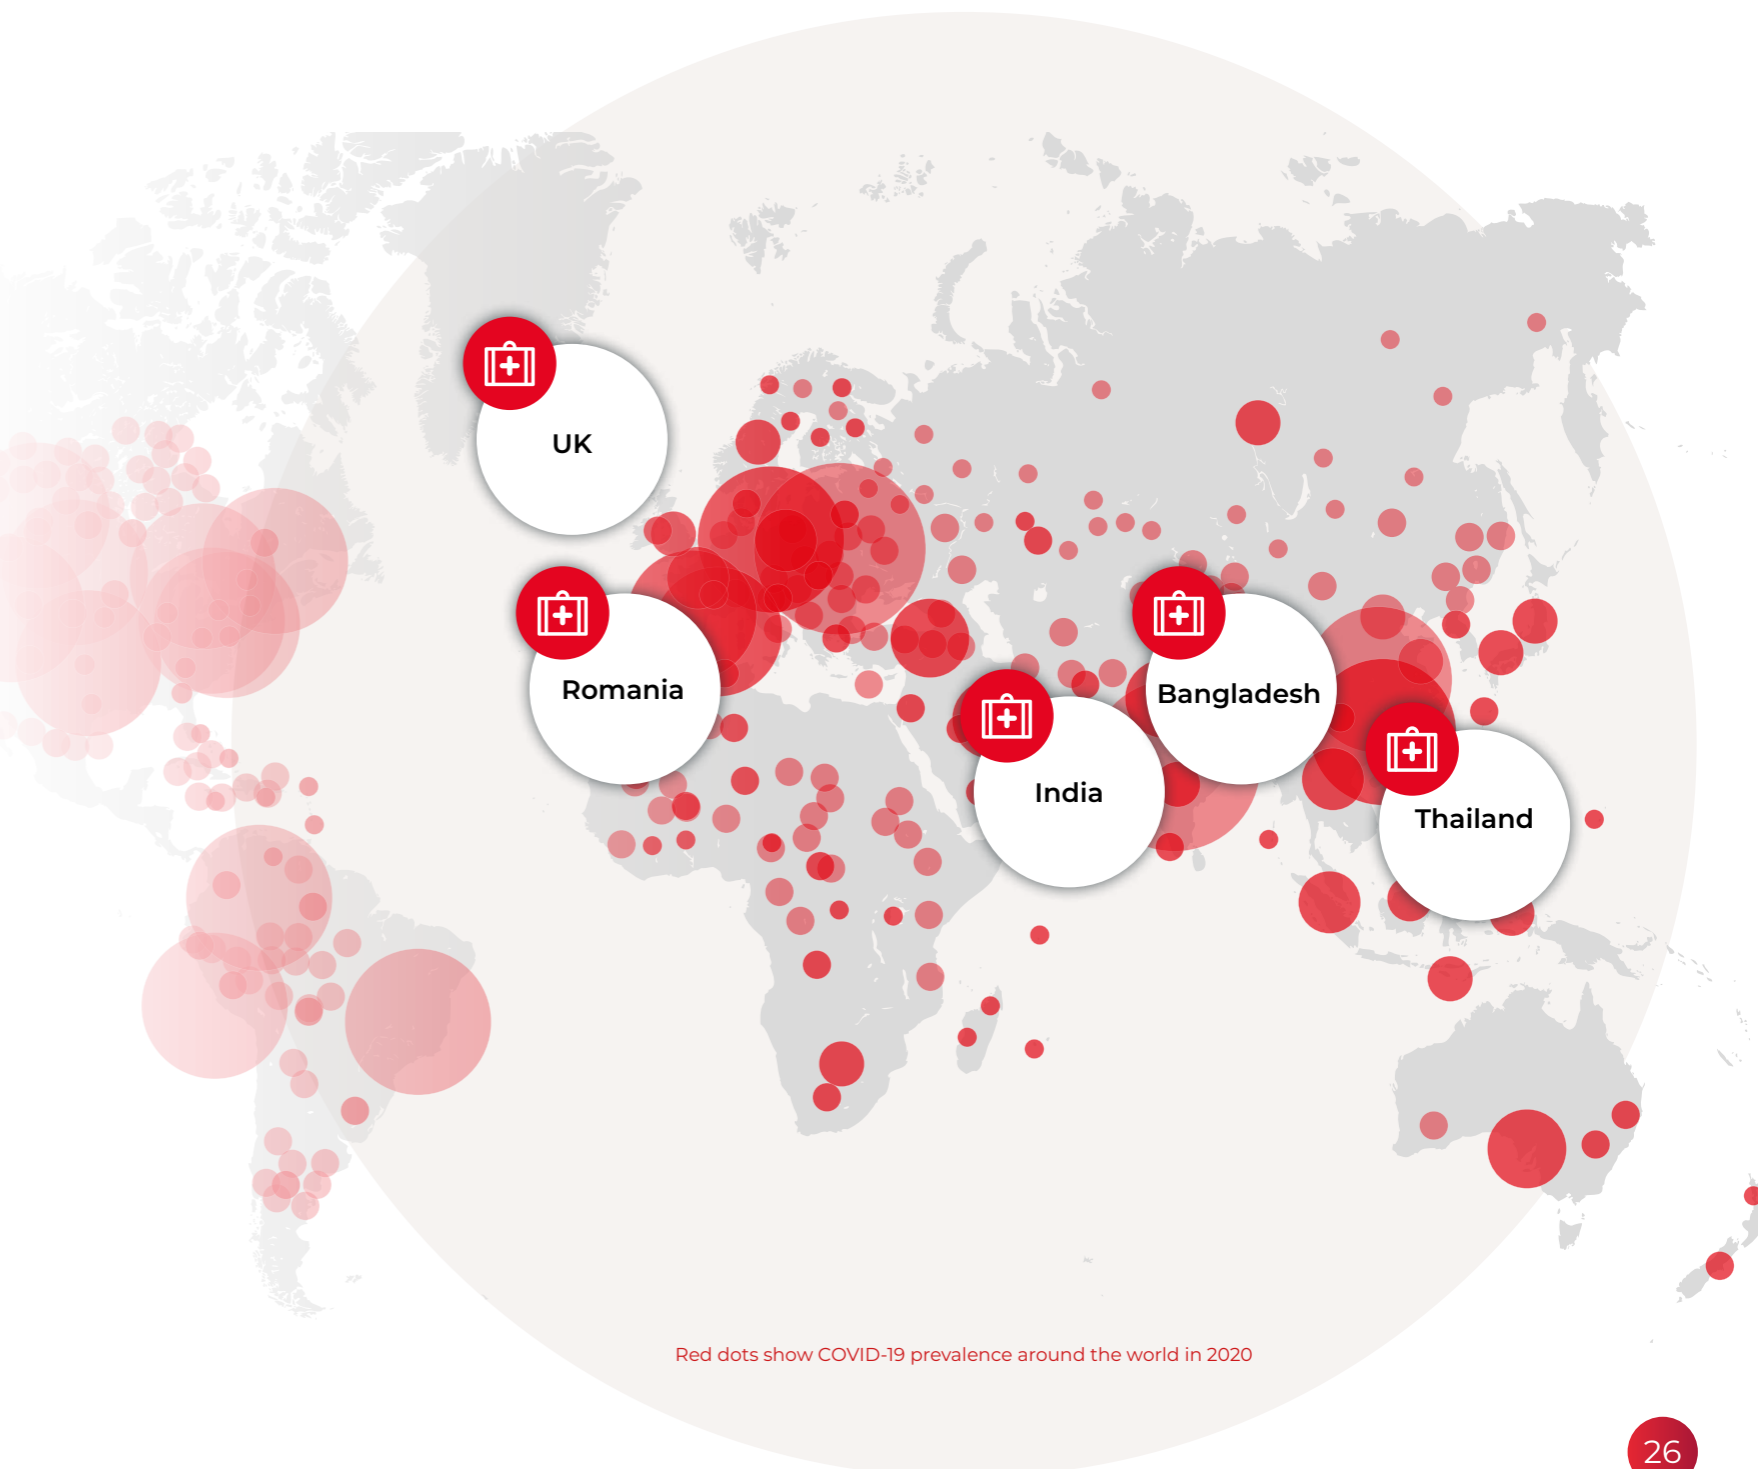 UK
Romania
Bangladesh
India
Thailand
Red dots show COVID-19 prevalence around the world in 2020
26